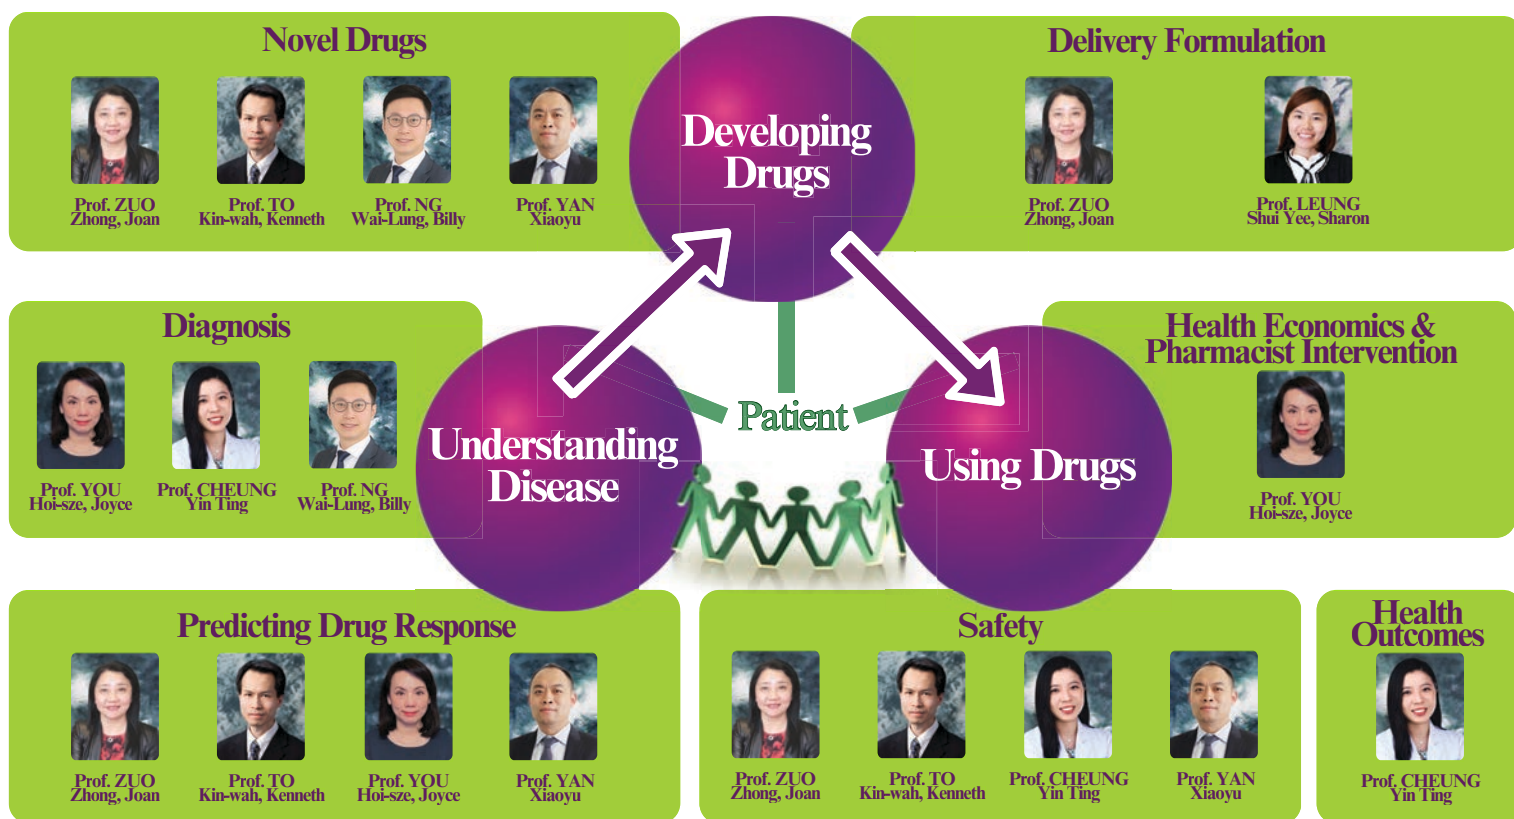 Novel Drugs
Prof. ZUO
Zhong, Joan
Prof. TO
Kin-wah, Kenneth
Prof. NG
Wai-Lung, Billy
Prof. YAN
Xiaoyu
Developing
Drugs
Delivery Formulation
Prof. ZUO
Zhong, Joan
Prof. LEUNG
Shui Yee, Sharon
Diagnosis
Prof. YOU
Hoi-sze, Joyce
Prof. CHEUNG
Yin Ting
Prof. NG
Wai-Lung, Billy
Understanding
Disease
Patient
Using Drugs
Health Economics &
Pharmacist Intervention
Prof. YOU
Hoi-sze, Joyce
Predicting Drug Response
Prof. ZUO
Zhong, Joan
Prof. TO
Kin-wah, Kenneth
Prof. YOU
Hoi-sze, Joyce
Prof. YAN
Xiaoyu
Safety
Prof. ZUO
Zhong, Joan
Prof. TO
Kin-wah, Kenneth
Prof. CHEUNG
Yin Ting
Prof. YAN
Xiaoyu
Health
Outcomes
Prof. CHEUNG
Yin Ting